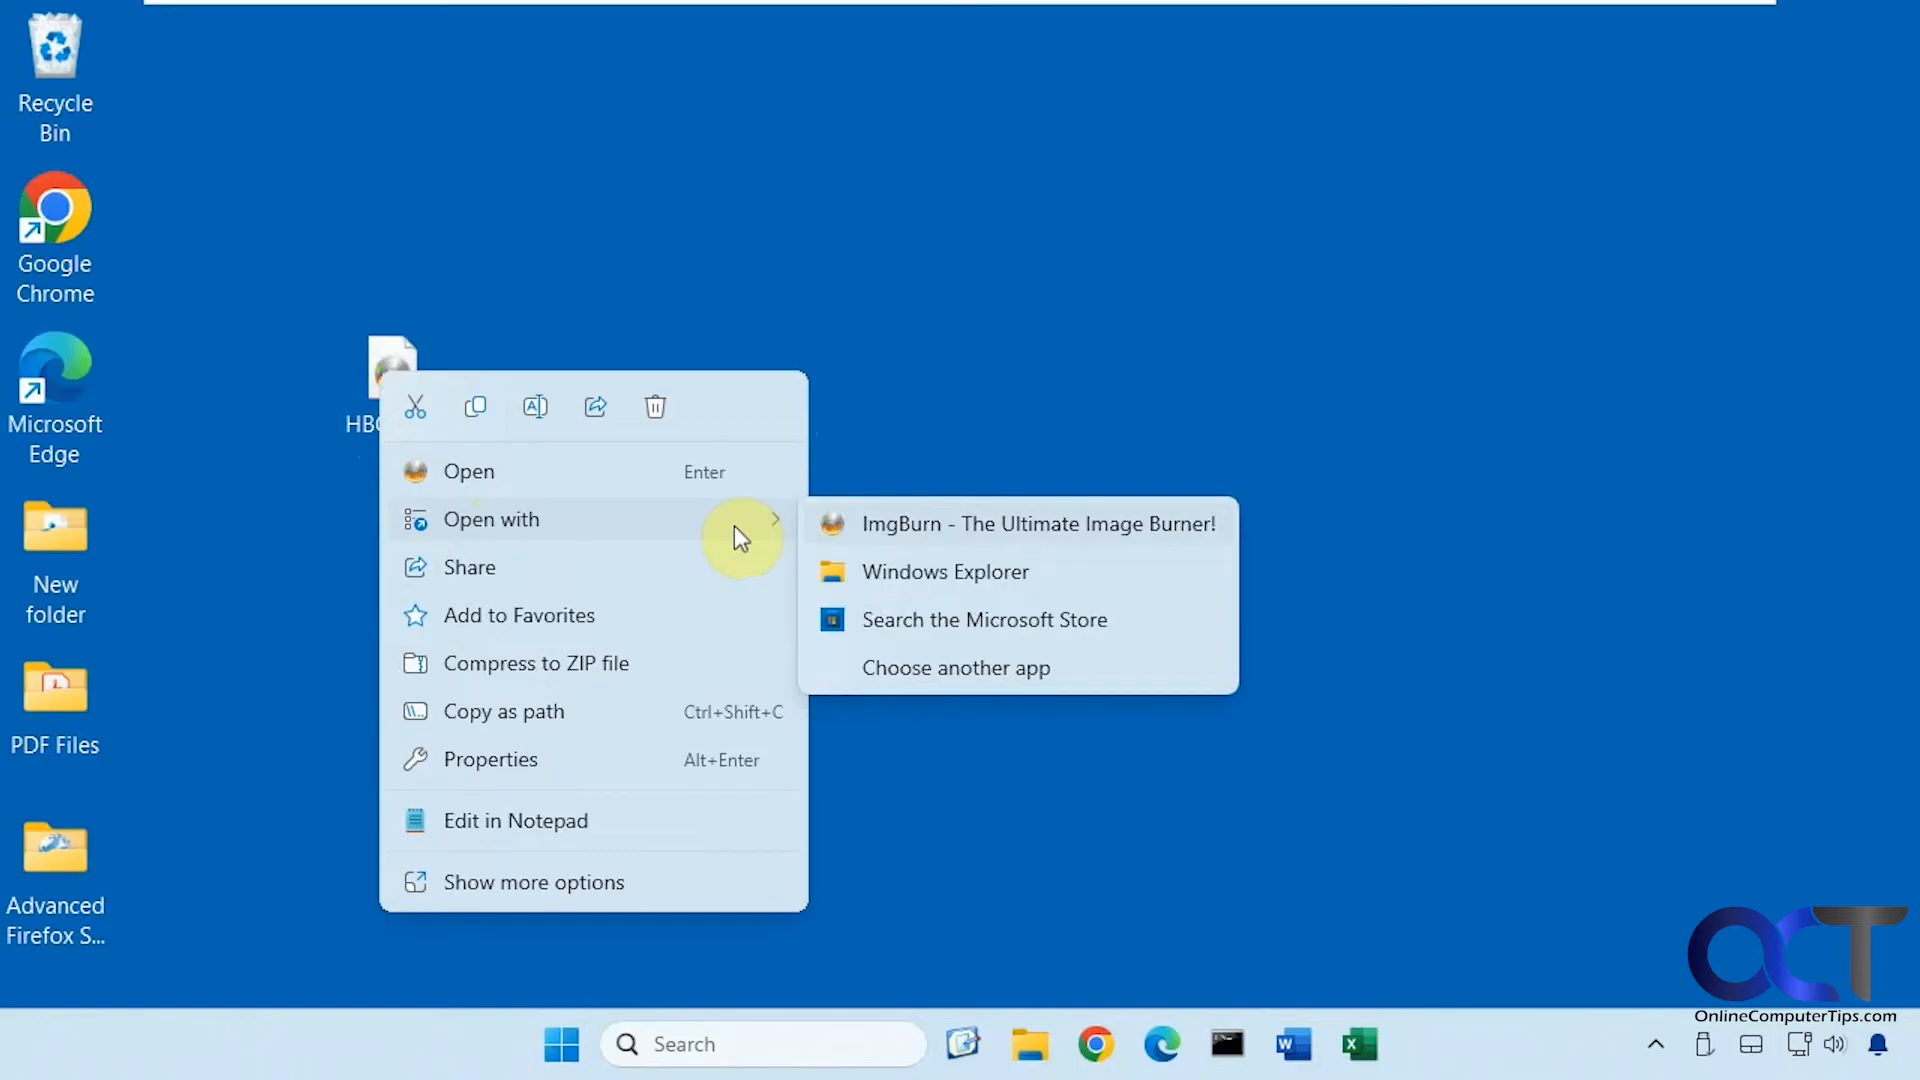 Recycle
Bin
Google
Chrome
Microsoft
Edge
New
folder
PDF Files
Advanced
Firefox S...
Open
Enter
Open with
Share
Add to Favorites
Compress to ZIP file
Copy as path
Ctrl+Shift+C
Properties
Alt+Enter
Edit in Notepad
Show more options
ImgBurn - The Ultimate Image Burner!
Windows Explorer
Search the Microsoft Store
Choose another app
OCT
OnlineComputerTips.com
Search